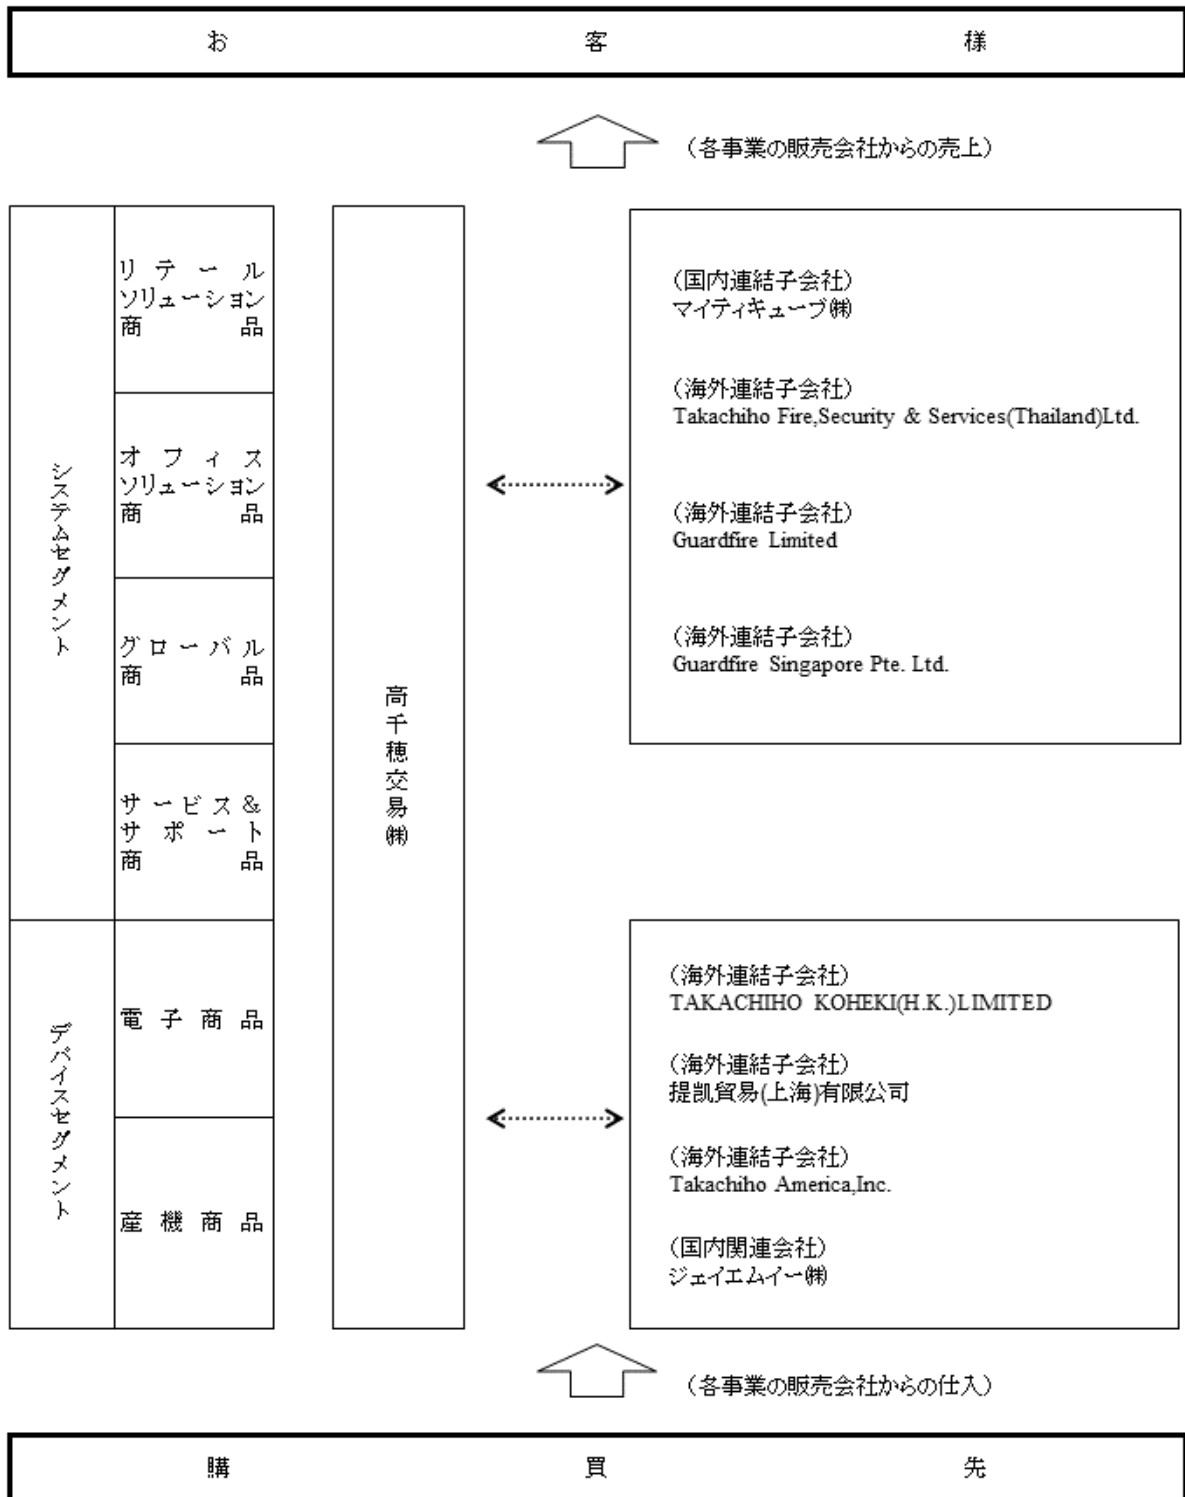 お客様
（各事業の販売会社からの売上）
システムセグメント
リテール
ソリューション
商品
オフィス
ソリューション
商品
グローバル
商品
サービス&
サポート
商品
デバイスセグメント
電子商品
産機商品
高千穂交易㈱
（国内連結子会社）
マイティキューブ㈱
（海外連結子会社）
Takachiho Fire,Security & Services(Thailand)Ltd.
（海外連結子会社）
Guardfire Limited
（海外連結子会社）
Guardfire Singapore Pte. Ltd.
（海外連結子会社）
TAKACHIHO KOHEKI(H.K.)LIMITED
（海外連結子会社）
提凱貿易(上海)有限公司
（海外連結子会社）
Takachiho America,Inc.
（国内関連会社）
ジェイエムイー㈱
（各事業の販売会社からの仕入）
購買先